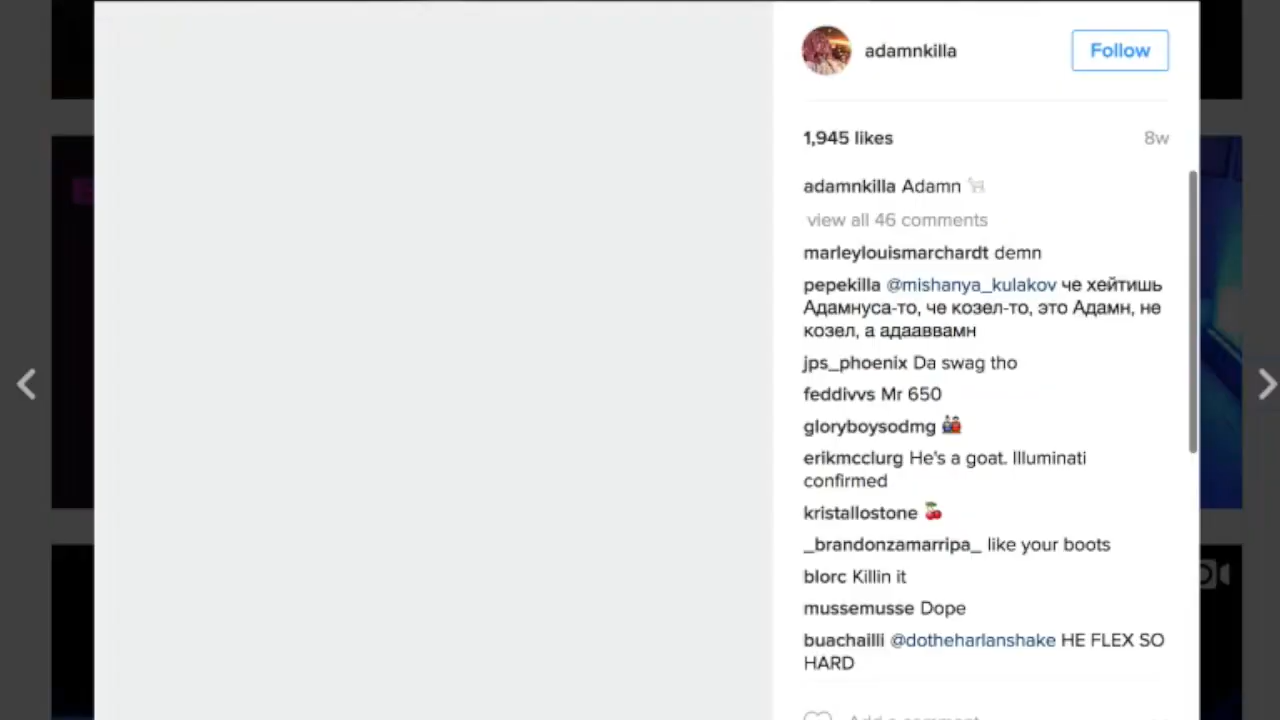 adamnkilla
Follow
1,945 likes
8w
adamnkilla Adamn 🐐
view all 46 comments
marleylouismarchardt demn
pepekilla @mishanya_kulakov че хейтишь
Адамнуса-то, че козел-то, это Адамн, не
козел, а адааввамн
jps_phoenix Da swag tho
feddivvs Mr 650
gloryboysodmg 👬
erikmcclurg He's a goat. Illuminati
confirmed
kristallostone 🍒
_brandonzamarripa_ like your boots
blorc Killin it
mussemusse Dope
buachailli @dotheharlanshake HE FLEX SO
HARD
Add a comment